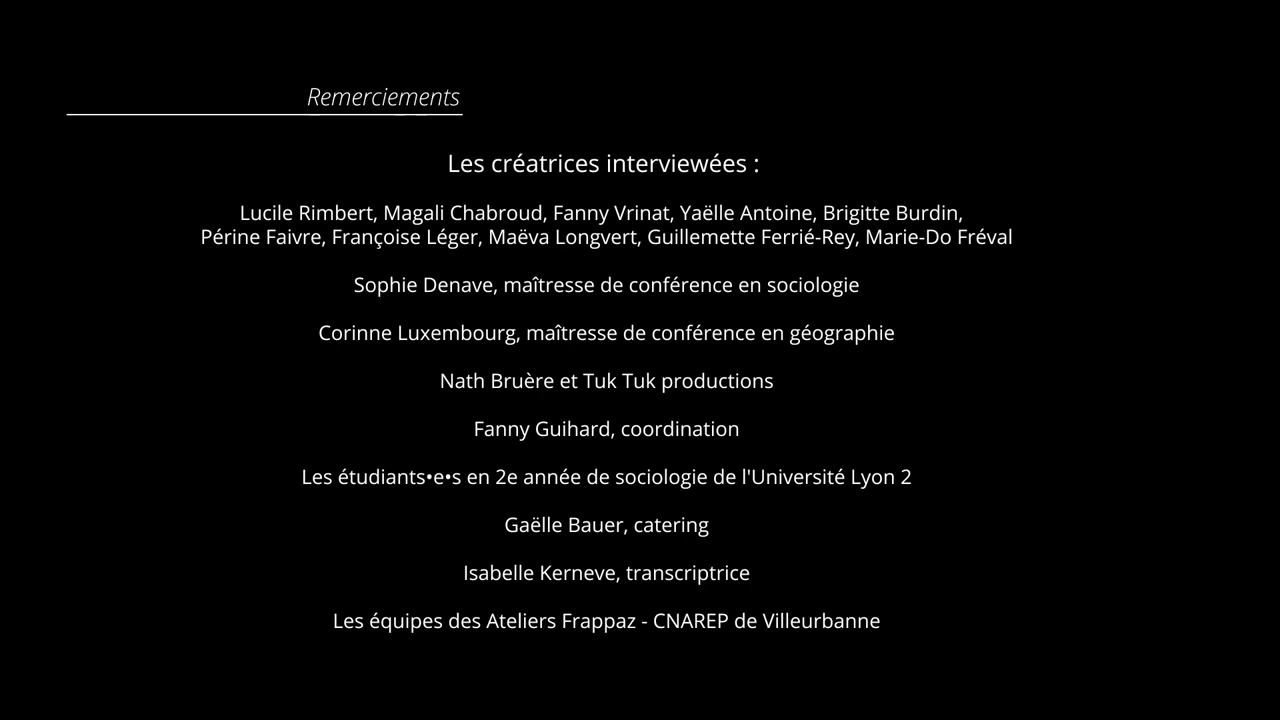 Remerciements
Les créatrices interviewées :
Lucile Rimbert, Magali Chabroud, Fanny Vrinat, Yaëlle Antoine, Brigitte Burdin,
Périne Faivre, Françoise Léger, Maëva Longvert, Guillemette Ferrié-Rey, Marie-Do Fréval
Sophie Denave, maîtresse de conférence en sociologie
Corinne Luxembourg, maîtresse de conférence en géographie
Nath Bruère et Tuk Tuk productions
Fanny Guihard, coordination
Les étudiants•e•s en 2e année de sociologie de l'Université Lyon 2
Gaëlle Bauer, catering
Isabelle Kerneve, transcriptrice
Les équipes des Ateliers Frappaz - CNAREP de Villeurbanne